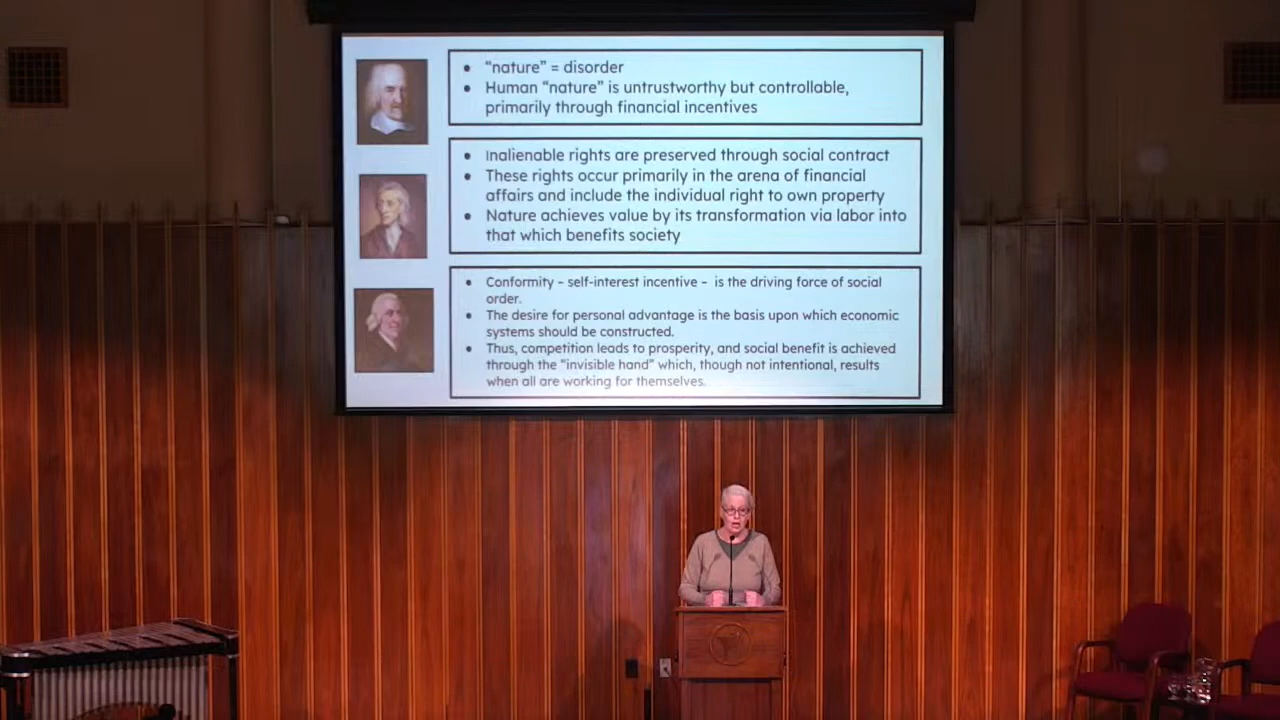 • “nature” = disorder
• Human “nature” is untrustworthy but controllable,
primarily through financial incentives
• Inalienable rights are preserved through social contract
• These rights occur primarily in the arena of financial
affairs and include the individual right to own property
• Nature achieves value by its transformation via labor into
that which benefits society
• Conformity – self-interest incentive – is the driving force of social
order.
• The desire for personal advantage is the basis upon which economic
systems should be constructed.
• Thus, competition leads to prosperity, and social benefit is achieved
through the “invisible hand” which, though not intentional, results
when all are working for themselves.